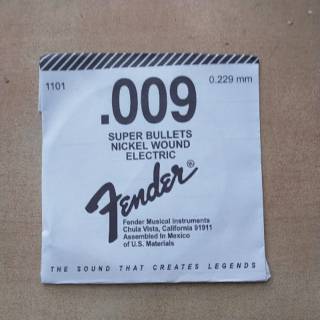 1101
.009
0.229 mm
SUPER BULLETS
NICKEL WOUND
ELECTRIC
Fender®
Fender Musical Instruments
Chula Vista, California 91911
Assembled in Mexico
of U.S. Materials
THE SOUND THAT CREATES LEGENDS